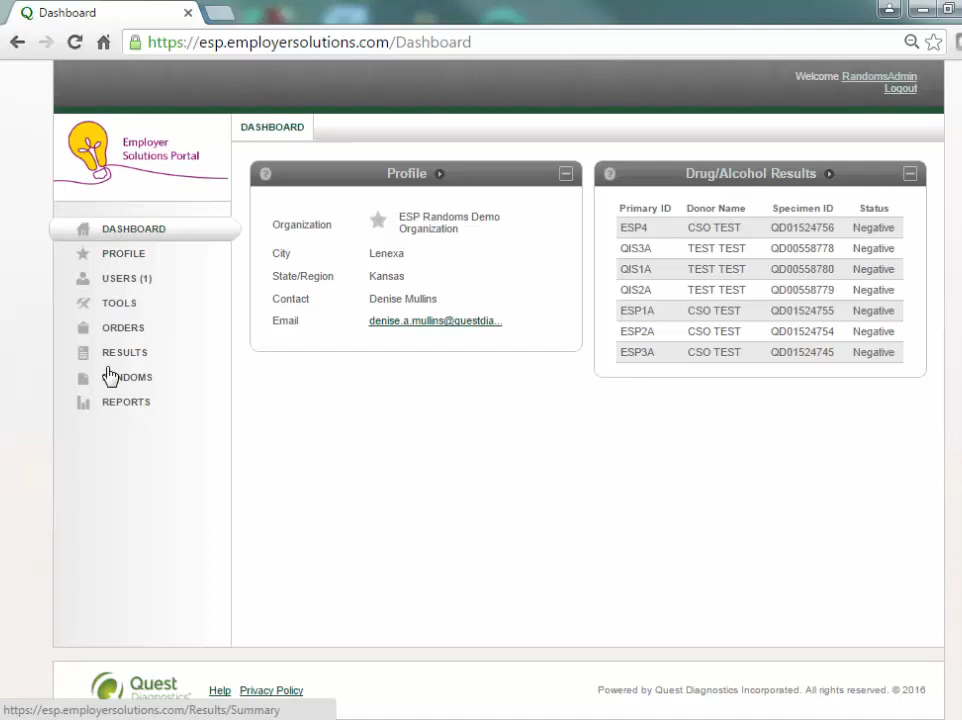 Dashboard
https://esp.employersolutions.com/Dashboard
Welcome RandomsAdmin
Logout
Employer
Solutions Portal
DASHBOARD
DASHBOARD
PROFILE
USERS (1)
TOOLS
ORDERS
RESULTS
NDOMS
REPORTS
Profile
Organization ESP Randoms Demo
Organization
City Lenexa
State/Region Kansas
Contact Denise Mullins
Email denise.a.mullins@questdia...
Drug/Alcohol Results
Primary ID Donor Name Specimen ID Status
ESP4 CSO TEST QD01524756 Negative
QIS3A TEST TEST QD00558778 Negative
QIS1A TEST TEST QD00558780 Negative
QIS2A TEST TEST QD00558779 Negative
ESP1A CSO TEST QD01524755 Negative
ESP2A CSO TEST QD01524754 Negative
ESP3A CSO TEST QD01524745 Negative
Quest
Diagnostics
Help Privacy Policy
Powered by Quest Diagnostics Incorporated. All rights reserved. © 2016
https://esp.employersolutions.com/Results/Summary